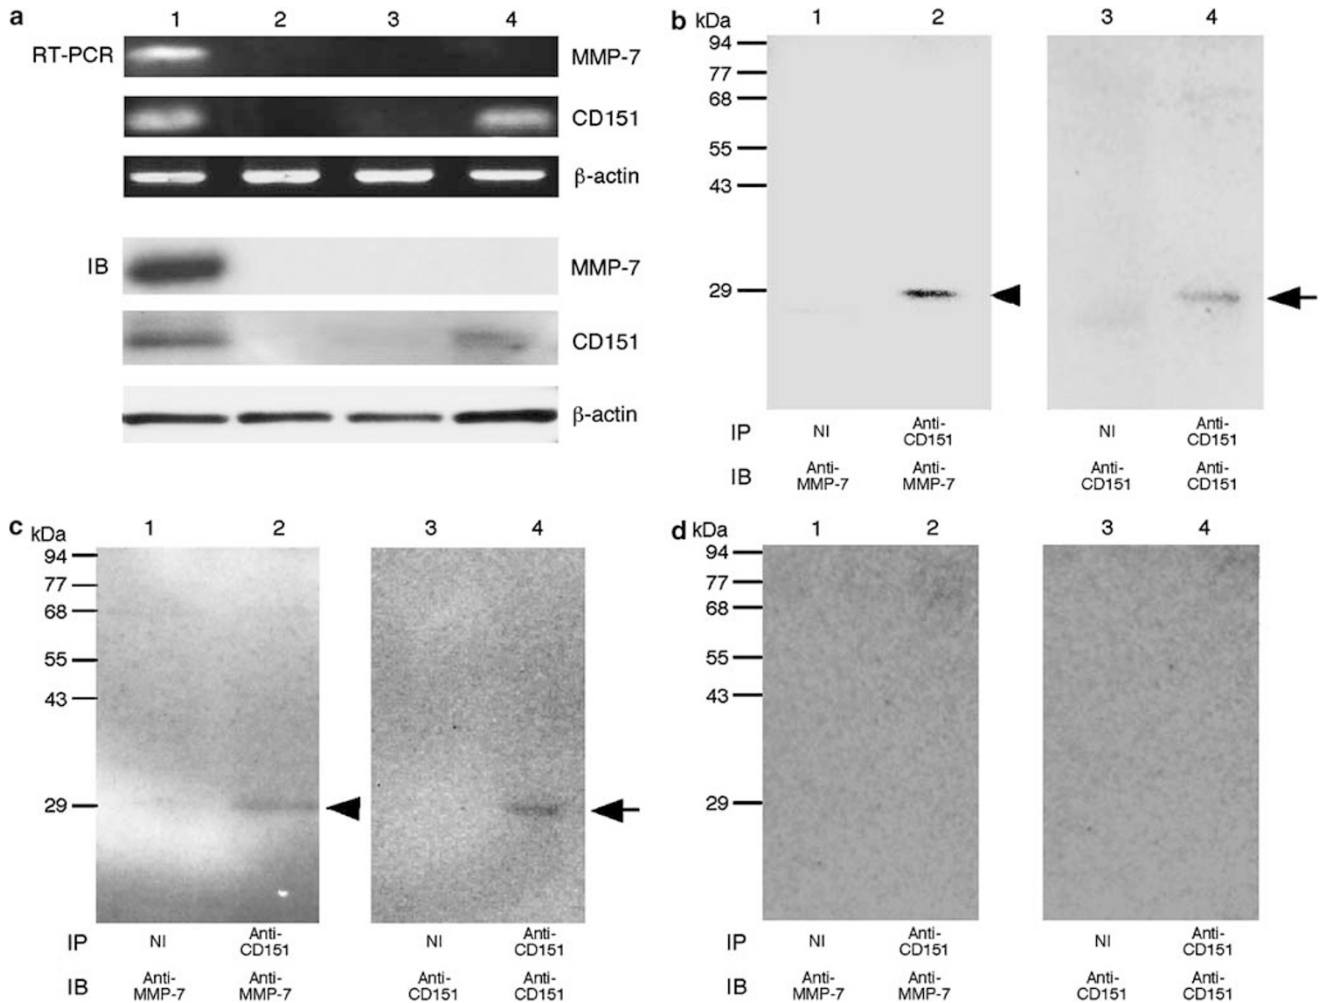 a
1 2 3 4
RT-PCR
MMP-7
CD151
β-actin
IB
MMP-7
CD151
β-actin
b kDa
1 2 3 4
94
77
68
55
43
29
IP NI Anti-CD151 NI Anti-CD151
IB Anti-MMP-7 Anti-MMP-7 Anti-CD151 Anti-CD151
c kDa
1 2 3 4
94
77
68
55
43
29
IP NI Anti-CD151 NI Anti-CD151
IB Anti-MMP-7 Anti-MMP-7 Anti-CD151 Anti-CD151
d kDa
1 2 3 4
94
77
68
55
43
29
IP NI Anti-CD151 NI Anti-CD151
IB Anti-MMP-7 Anti-MMP-7 Anti-CD151 Anti-CD151